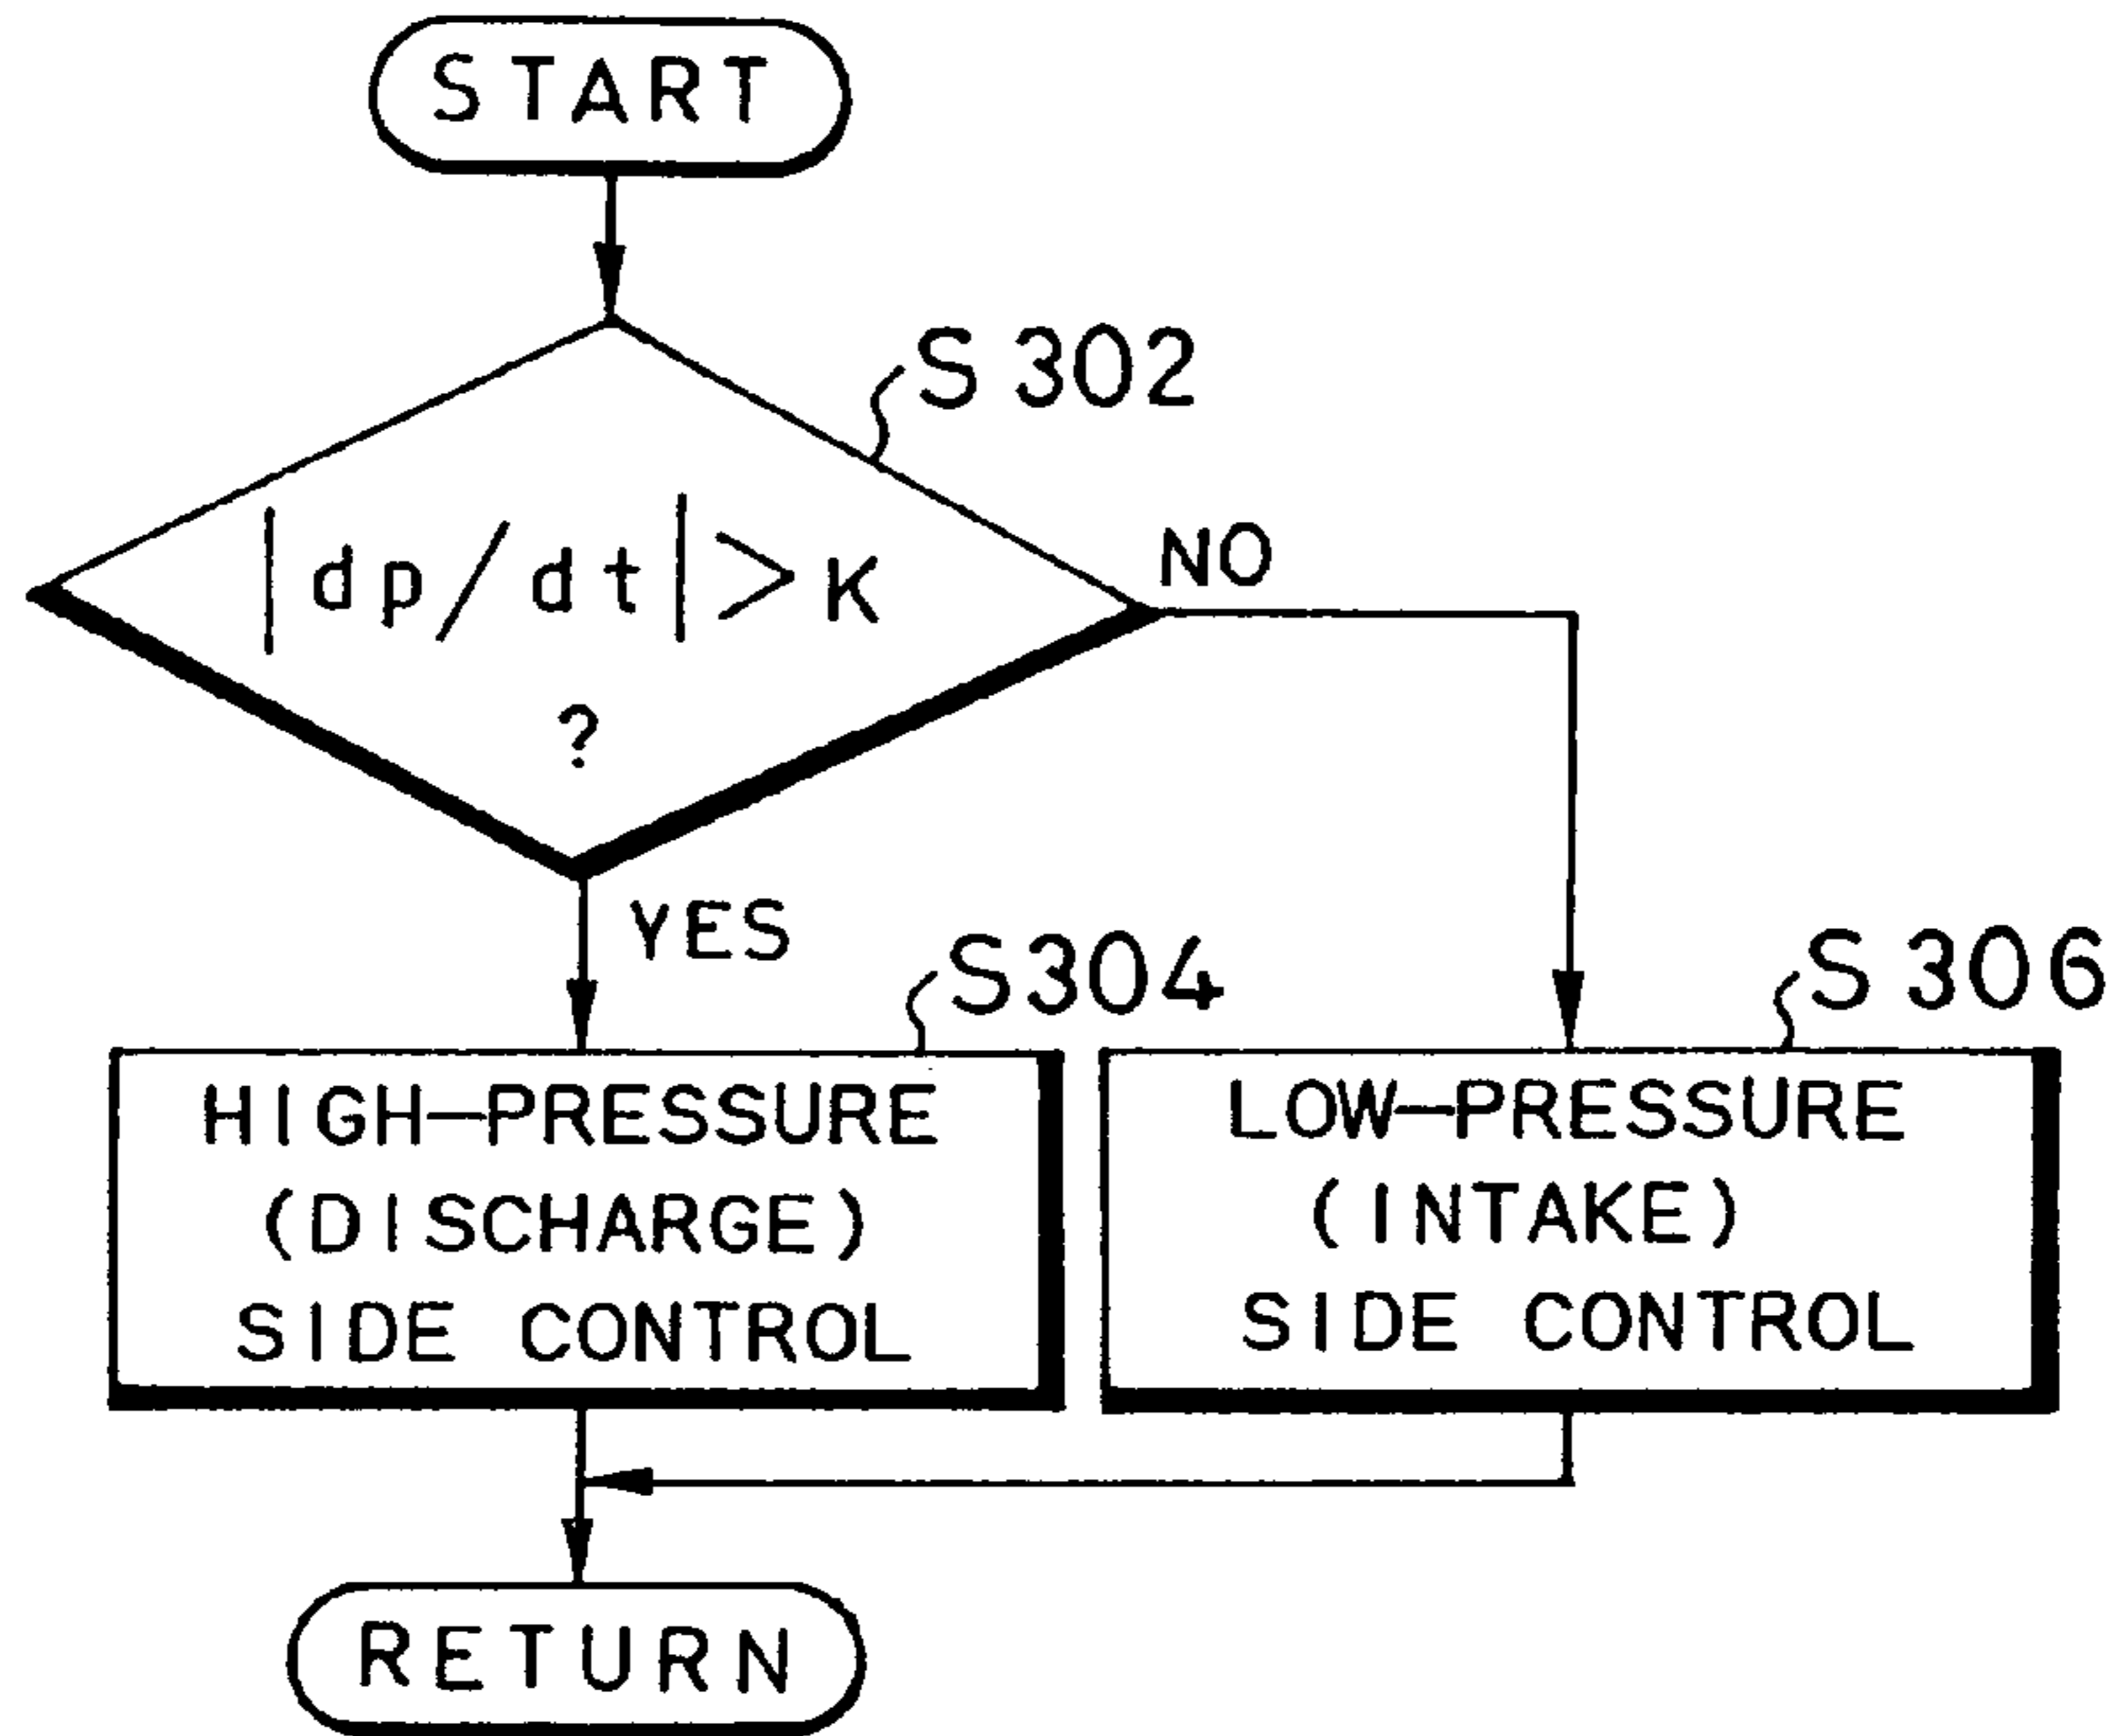 START
S302
|dp/dt|>K
?
NO
YES
S304
S306
HIGH-PRESSURE
(DISCHARGE)
SIDE CONTROL
LOW-PRESSURE
(INTAKE)
SIDE CONTROL
RETURN